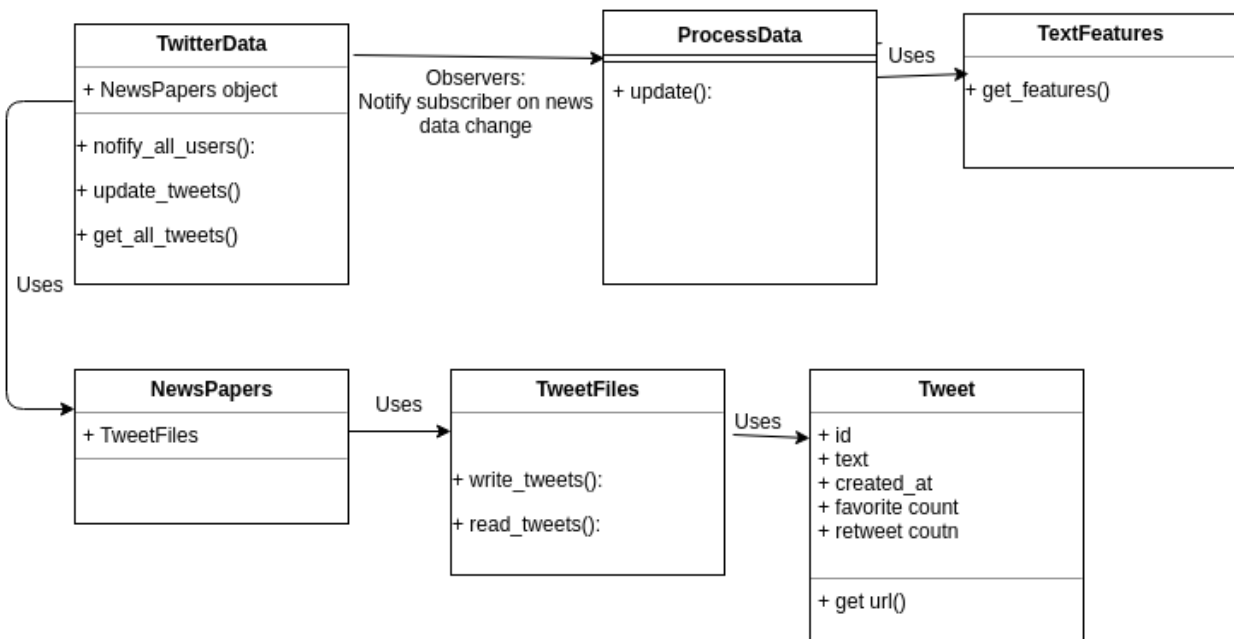 TwitterData
+ NewsPapers object
+ nofify_all_users():
+ update_tweets()
+ get_all_tweets()
Observers:
Notify subscriber on news
data change
ProcessData
+ update():
Uses
TextFeatures
+ get_features()
Uses
NewsPapers
+ TweetFiles
Uses
TweetFiles
+ write_tweets():
+ read_tweets():
Uses
Tweet
+ id
+ text
+ created_at
+ favorite count
+ retweet coutn
+ get url()